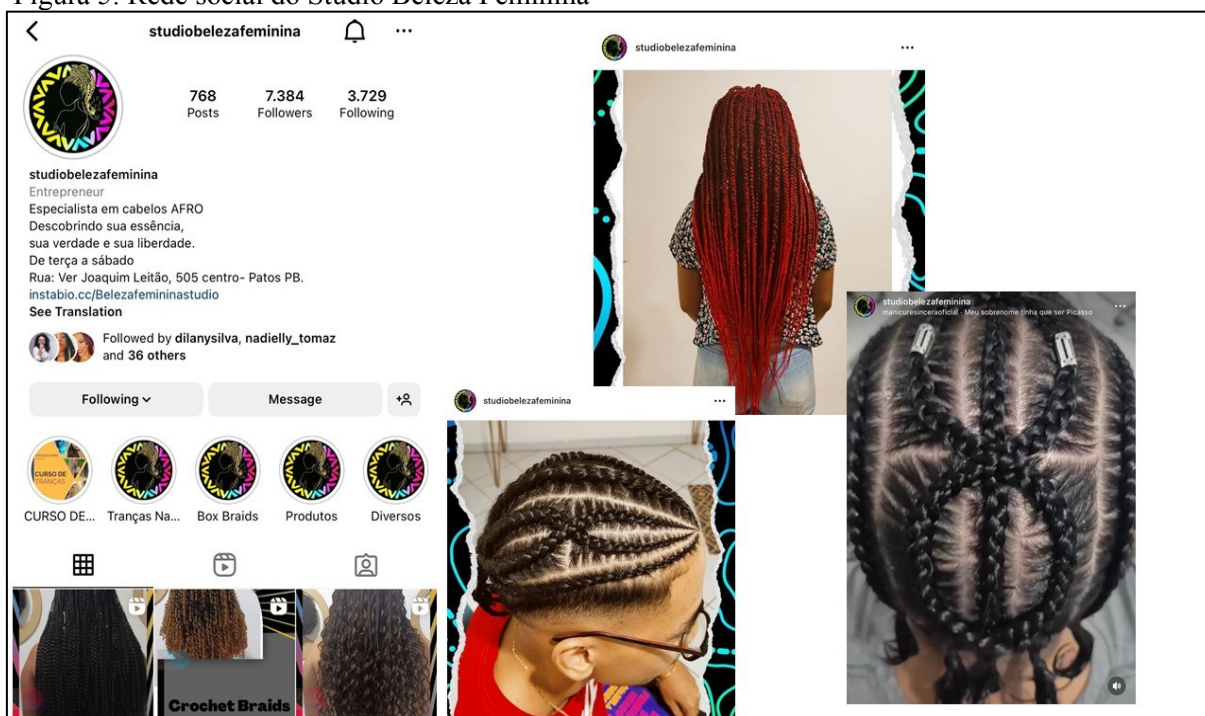 Figura 5: Rede social do Studio Beleza Feminina
studiobelezafeminina
768
Posts
7.384
Followers
3.729
Following
studiobelezafeminina
Entrepreneur
Especialista em cabelos AFRO
Descobrindo sua essência,
sua verdade e sua liberdade.
De terça a sábado
Rua: Ver Joaquim Leitão, 505 centro- Patos PB.
instabio.cc/Belezafemininastudio
See Translation
Followed by dilanysilva, nadielly_tomaz
and 36 others
Following
Message
CURSO DE
TRANÇAS
CURSO DE...
Tranças Na...
Box Braids
Produtos
Diversos
Crochet Braids
studiobelezafeminina
studiobelezafeminina
studiobelezafeminina
manicuresinceraoficial · Meu sobrenome tinha que ser Picasso